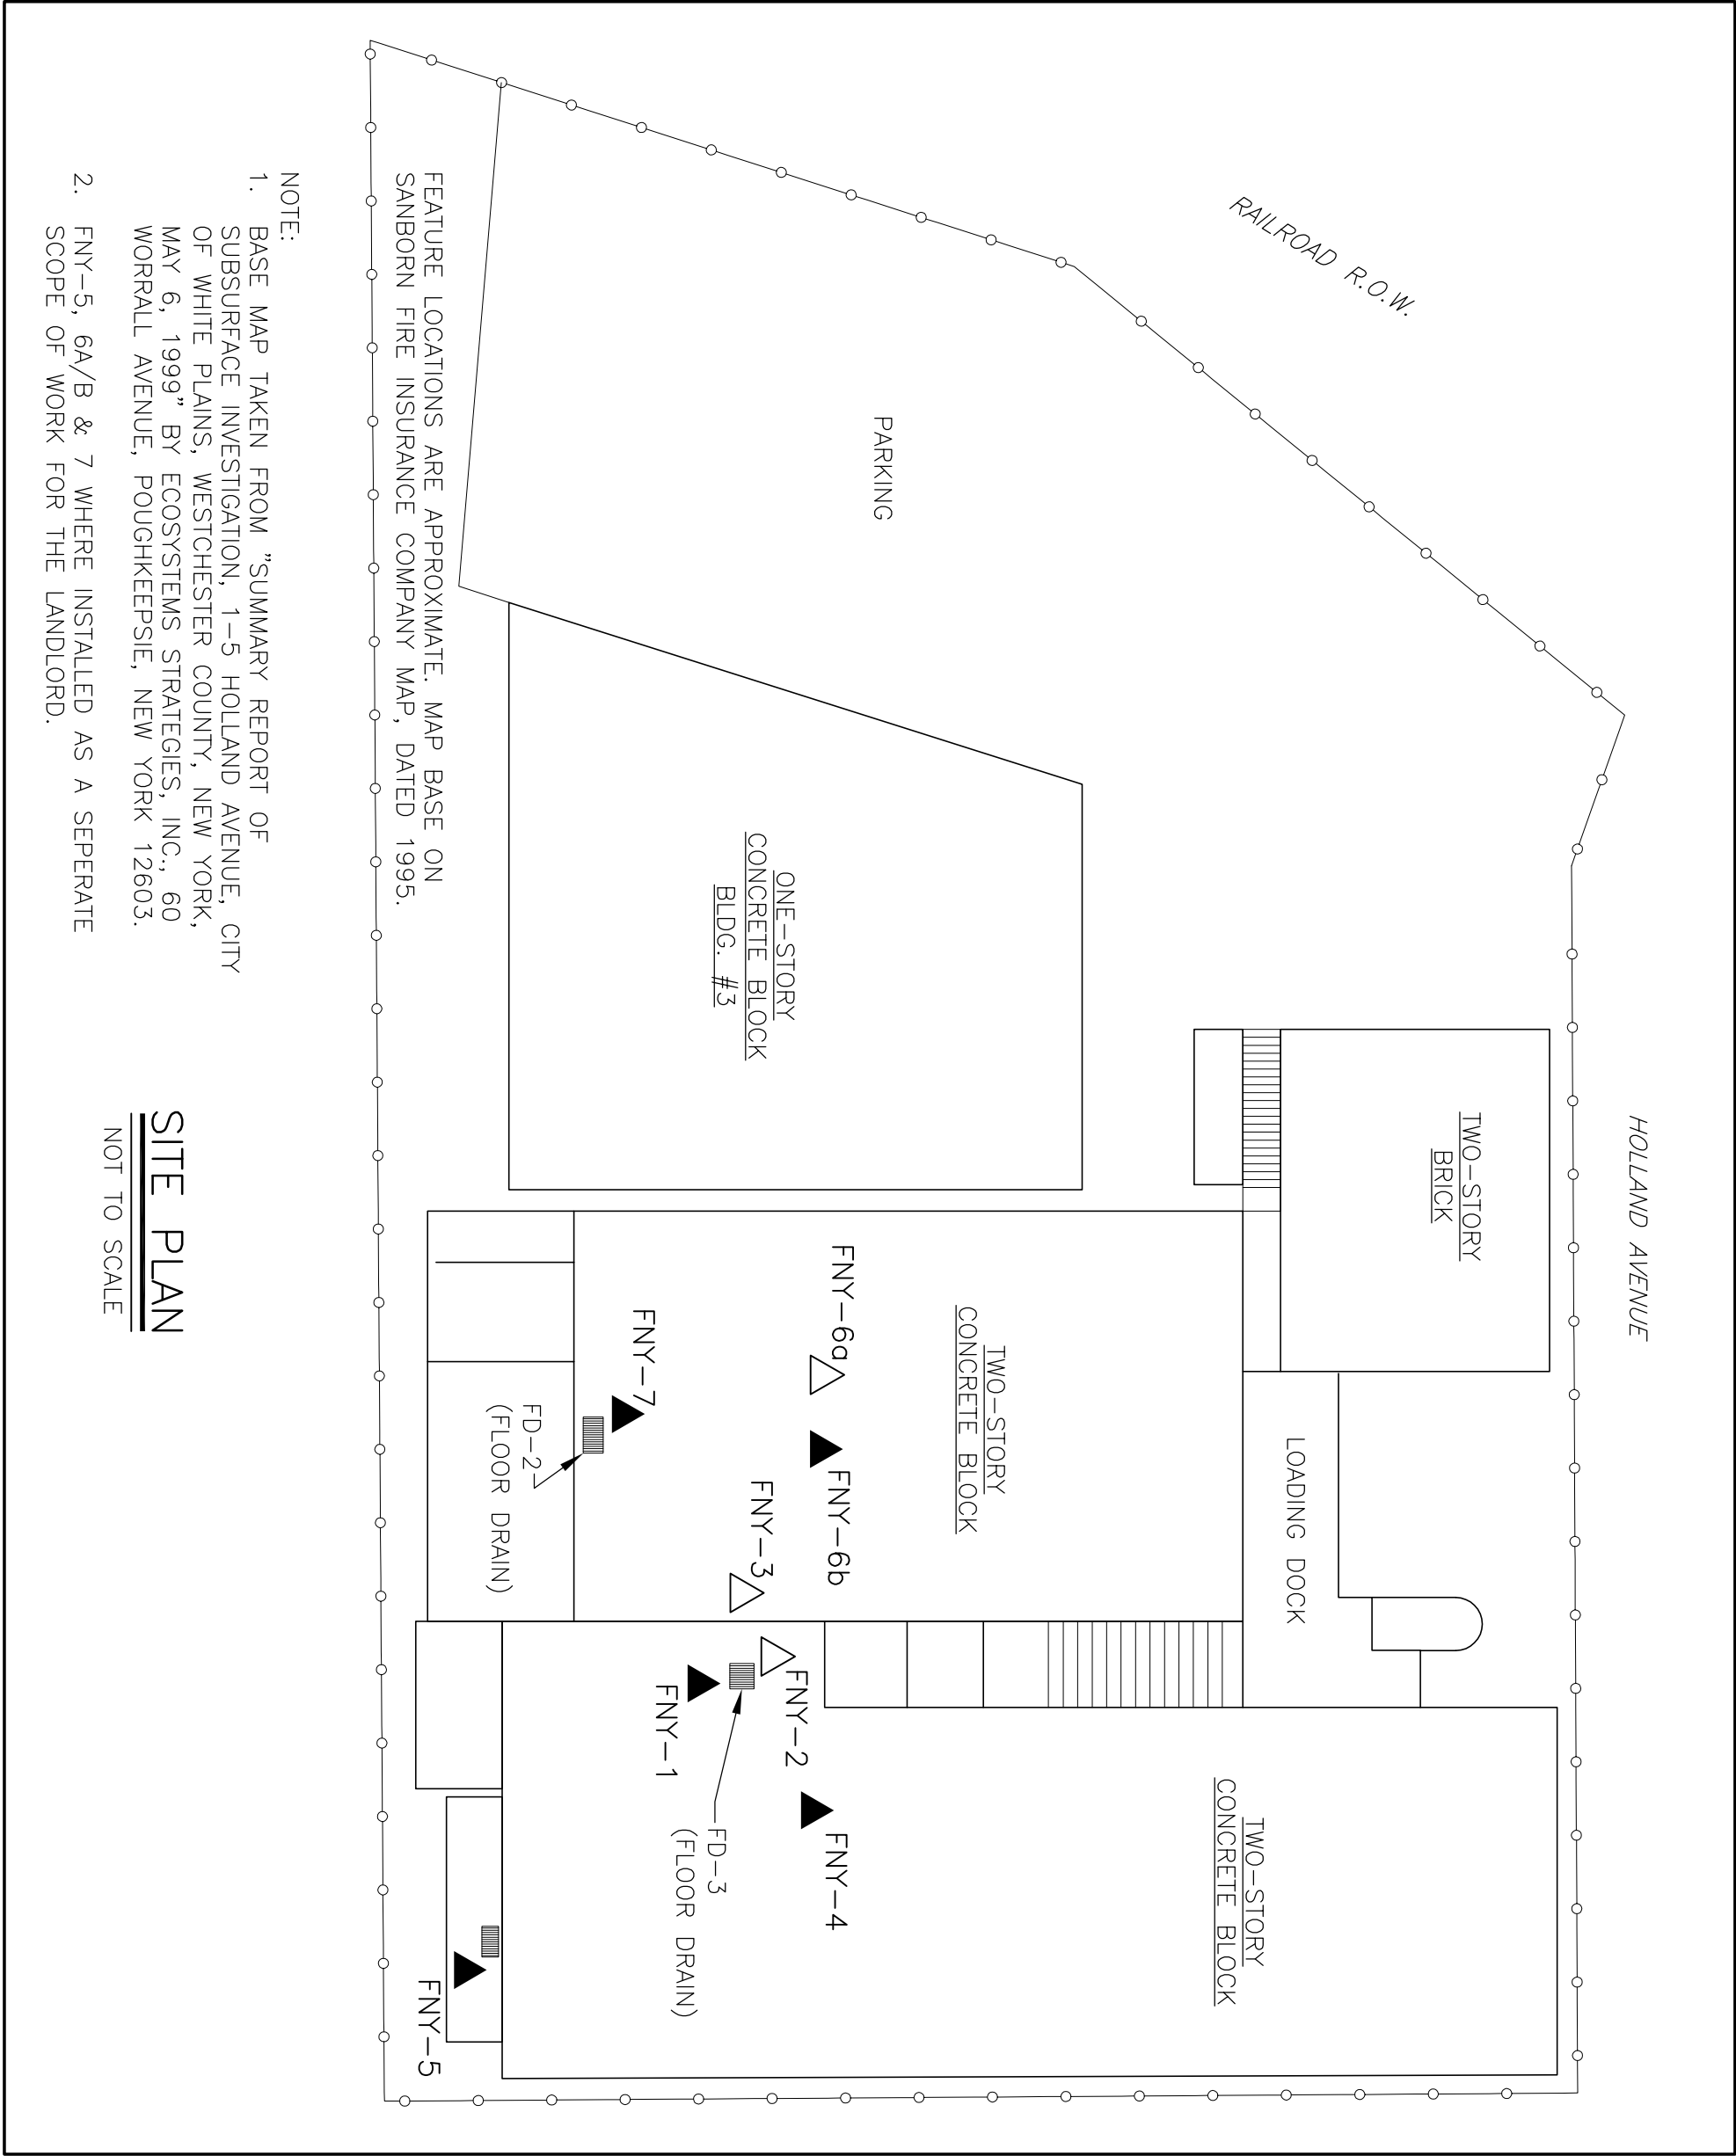 HOLLAND AVENUE
RAILROAD R.O.W.
TWO-STORY
BRICK
LOADING DOCK
TWO-STORY
CONCRETE BLOCK
PARKING
ONE-STORY
CONCRETE BLOCK
BLDG. #3
TWO-STORY
CONCRETE BLOCK
FNY-6a
FNY-6b
FNY-4
FNY-2
FNY-3
FD-3
(FLOOR DRAIN)
FNY-1
FNY-7
FD-2
(FLOOR DRAIN)
FNY-5
FEATURE LOCATIONS ARE APPROXIMATE. MAP BASE ON
SANBORN FIRE INSURANCE COMPANY MAP, DATED 1995.
NOTE:
1. BASE MAP TAKEN FROM "SUMMARY REPORT OF
SUBSURFACE INVESTIGATION, 1-5 HOLLAND AVENUE, CITY
OF WHITE PLAINS, WESTCHESTER COUNTY, NEW YORK,
MAY 6, 1999" BY ECOSYSTEMS STRATEGIES, INC., 60
WORRALL AVENUE, POUGHKEEPSIE, NEW YORK 12603.
2. FNY-5, 6A/B & 7 WHERE INSTALLED AS A SEPERATE
SCOPE OF WORK FOR THE LANDLORD.
SITE PLAN
NOT TO SCALE